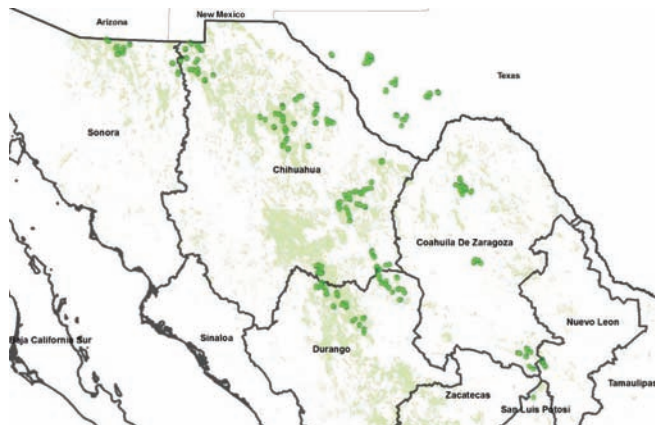 New Mexico
Arizona
Texas
Sonora
Chihuahua
Coahuila De Zaragoza
Nuevo Leon
Baja California Sur
Sinaloa
Durango
Tamaulipas
Zacatecas
San Luis Potosi